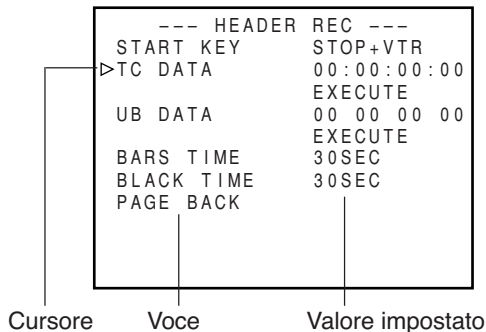 --- HEADER REC ---
START KEY STOP+VTR
▷TC DATA 00:00:00:00
EXECUTE
UB DATA 00 00 00 00
EXECUTE
BARS TIME 30SEC
BLACK TIME 30SEC
PAGE BACK
Cursore Voce Valore impostato